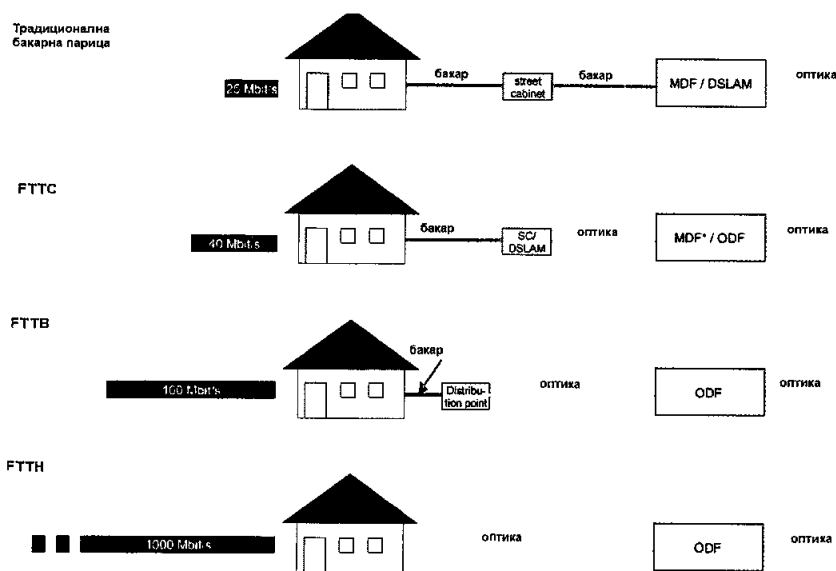 Традиционална
бакарна парица
25 Mbit/s
бакар
street
cabinet
бакар
MDF / DSLAM
оптика
FTTC
40 Mbit/s
бакар
SC/
DSLAM
оптика
MDF* / ODF
оптика
FTTB
100 Mbit/s
бакар
Distribu-
tion point
оптика
ODF
оптика
FTTH
1000 Mbit/s
оптика
ODF
оптика